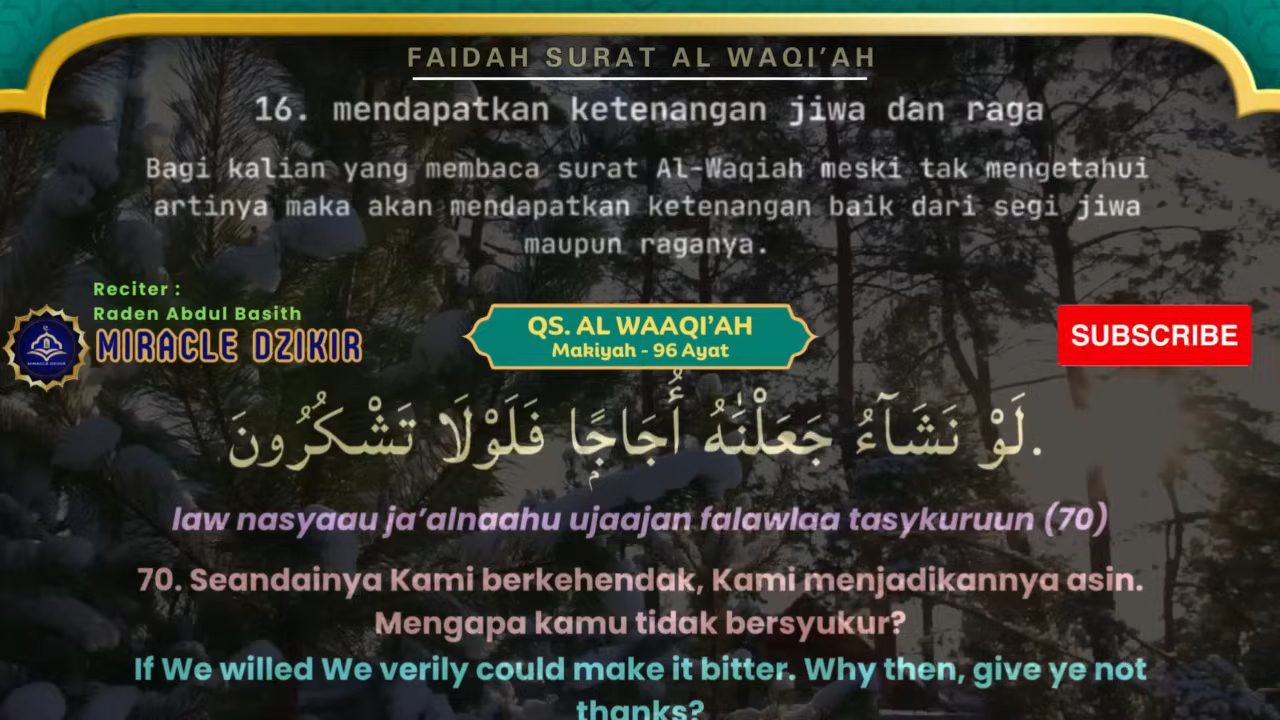 FAIDAH SURAT AL WAQI'AH
16. mendapatkan ketenangan jiwa dan raga
Bagi kalian yang membaca surat Al-Waqiah meski tak mengetahui
artinya maka akan mendapatkan ketenangan baik dari segi jiwa
maupun raganya.
Reciter :
Raden Abdul Basith
MIRACLE DZIKIR
QS. AL WAAQI'AH
Makiyah - 96 Ayat
SUBSCRIBE
لَوْ نَشَاۤءُ جَعَلْنٰهُ أُجَاجًا فَلَوْلَا تَشْكُرُونَ.
law nasyaau ja'alnaahu ujaajan falawlaa tasykuruun (70)
70. Seandainya Kami berkehendak, Kami menjadikannya asin.
Mengapa kamu tidak bersyukur?
If We willed We verily could make it bitter. Why then, give ye not
thanks?